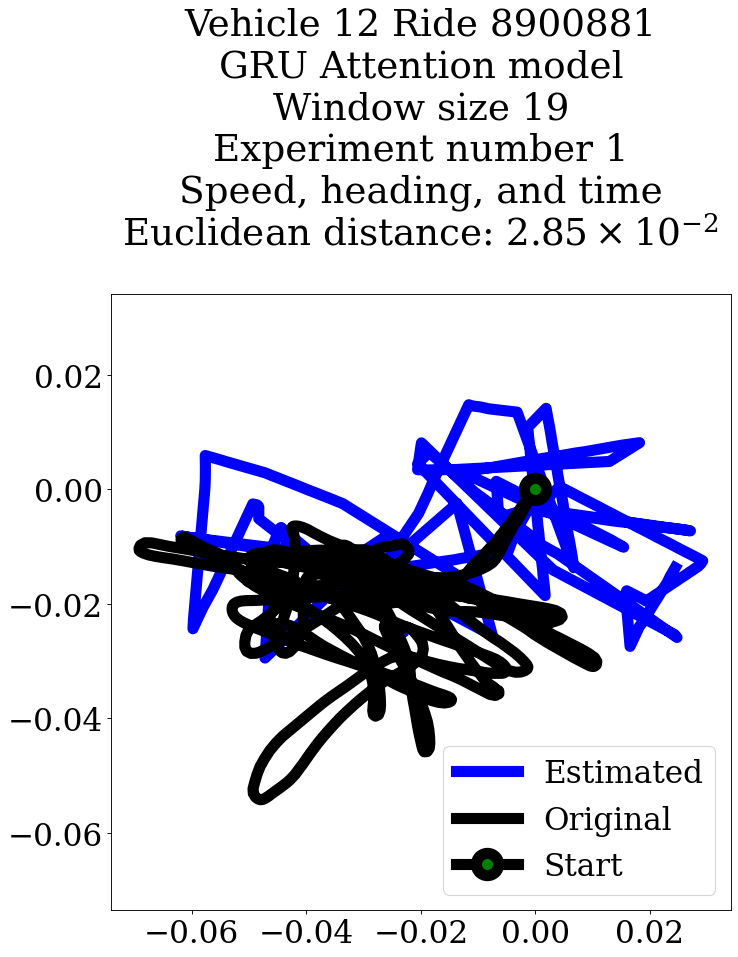 Vehicle 12 Ride 8900881
GRU Attention model
Window size 19
Experiment number 1
Speed, heading, and time
Euclidean distance: 2.85 × 10⁻²
0.02
0.00
−0.02
−0.04
−0.06
Estimated
Original
Start
−0.06 −0.04 −0.02 0.00 0.02